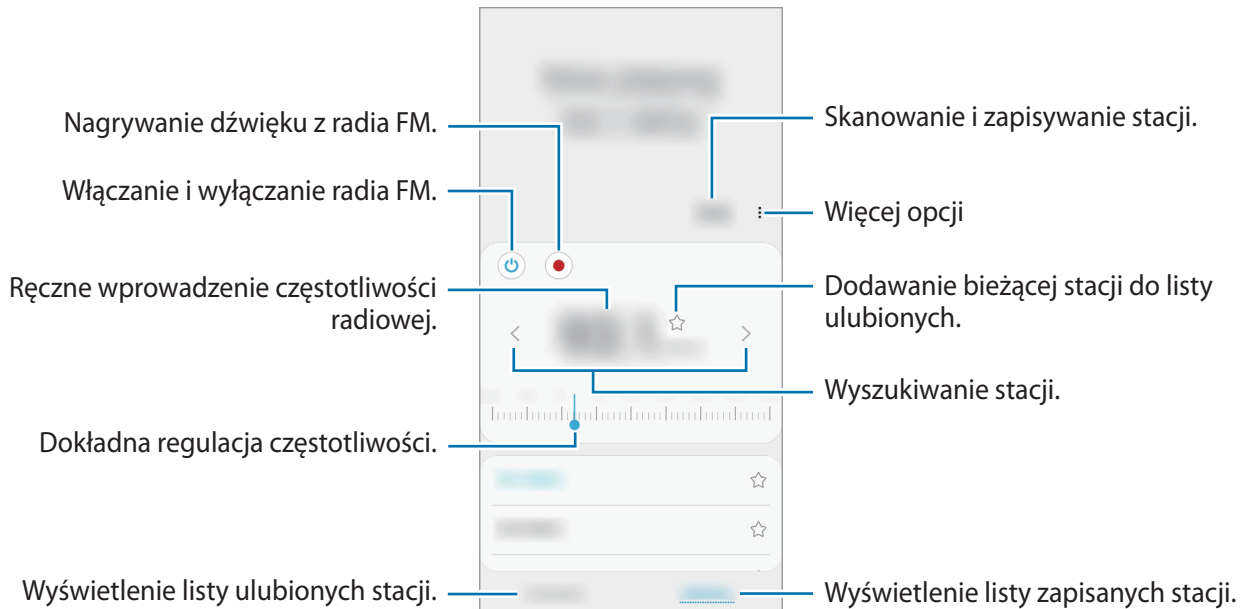 Nagrywanie dźwięku z radia FM.
Skanowanie i zapisywanie stacji.
Włączanie i wyłączanie radia FM.
Więcej opcji
Ręczne wprowadzenie częstotliwości
radiowej.
Dodawanie bieżącej stacji do listy
ulubionych.
Wyszukiwanie stacji.
Dokładna regulacja częstotliwości.
Wyświetlenie listy ulubionych stacji.
Wyświetlenie listy zapisanych stacji.